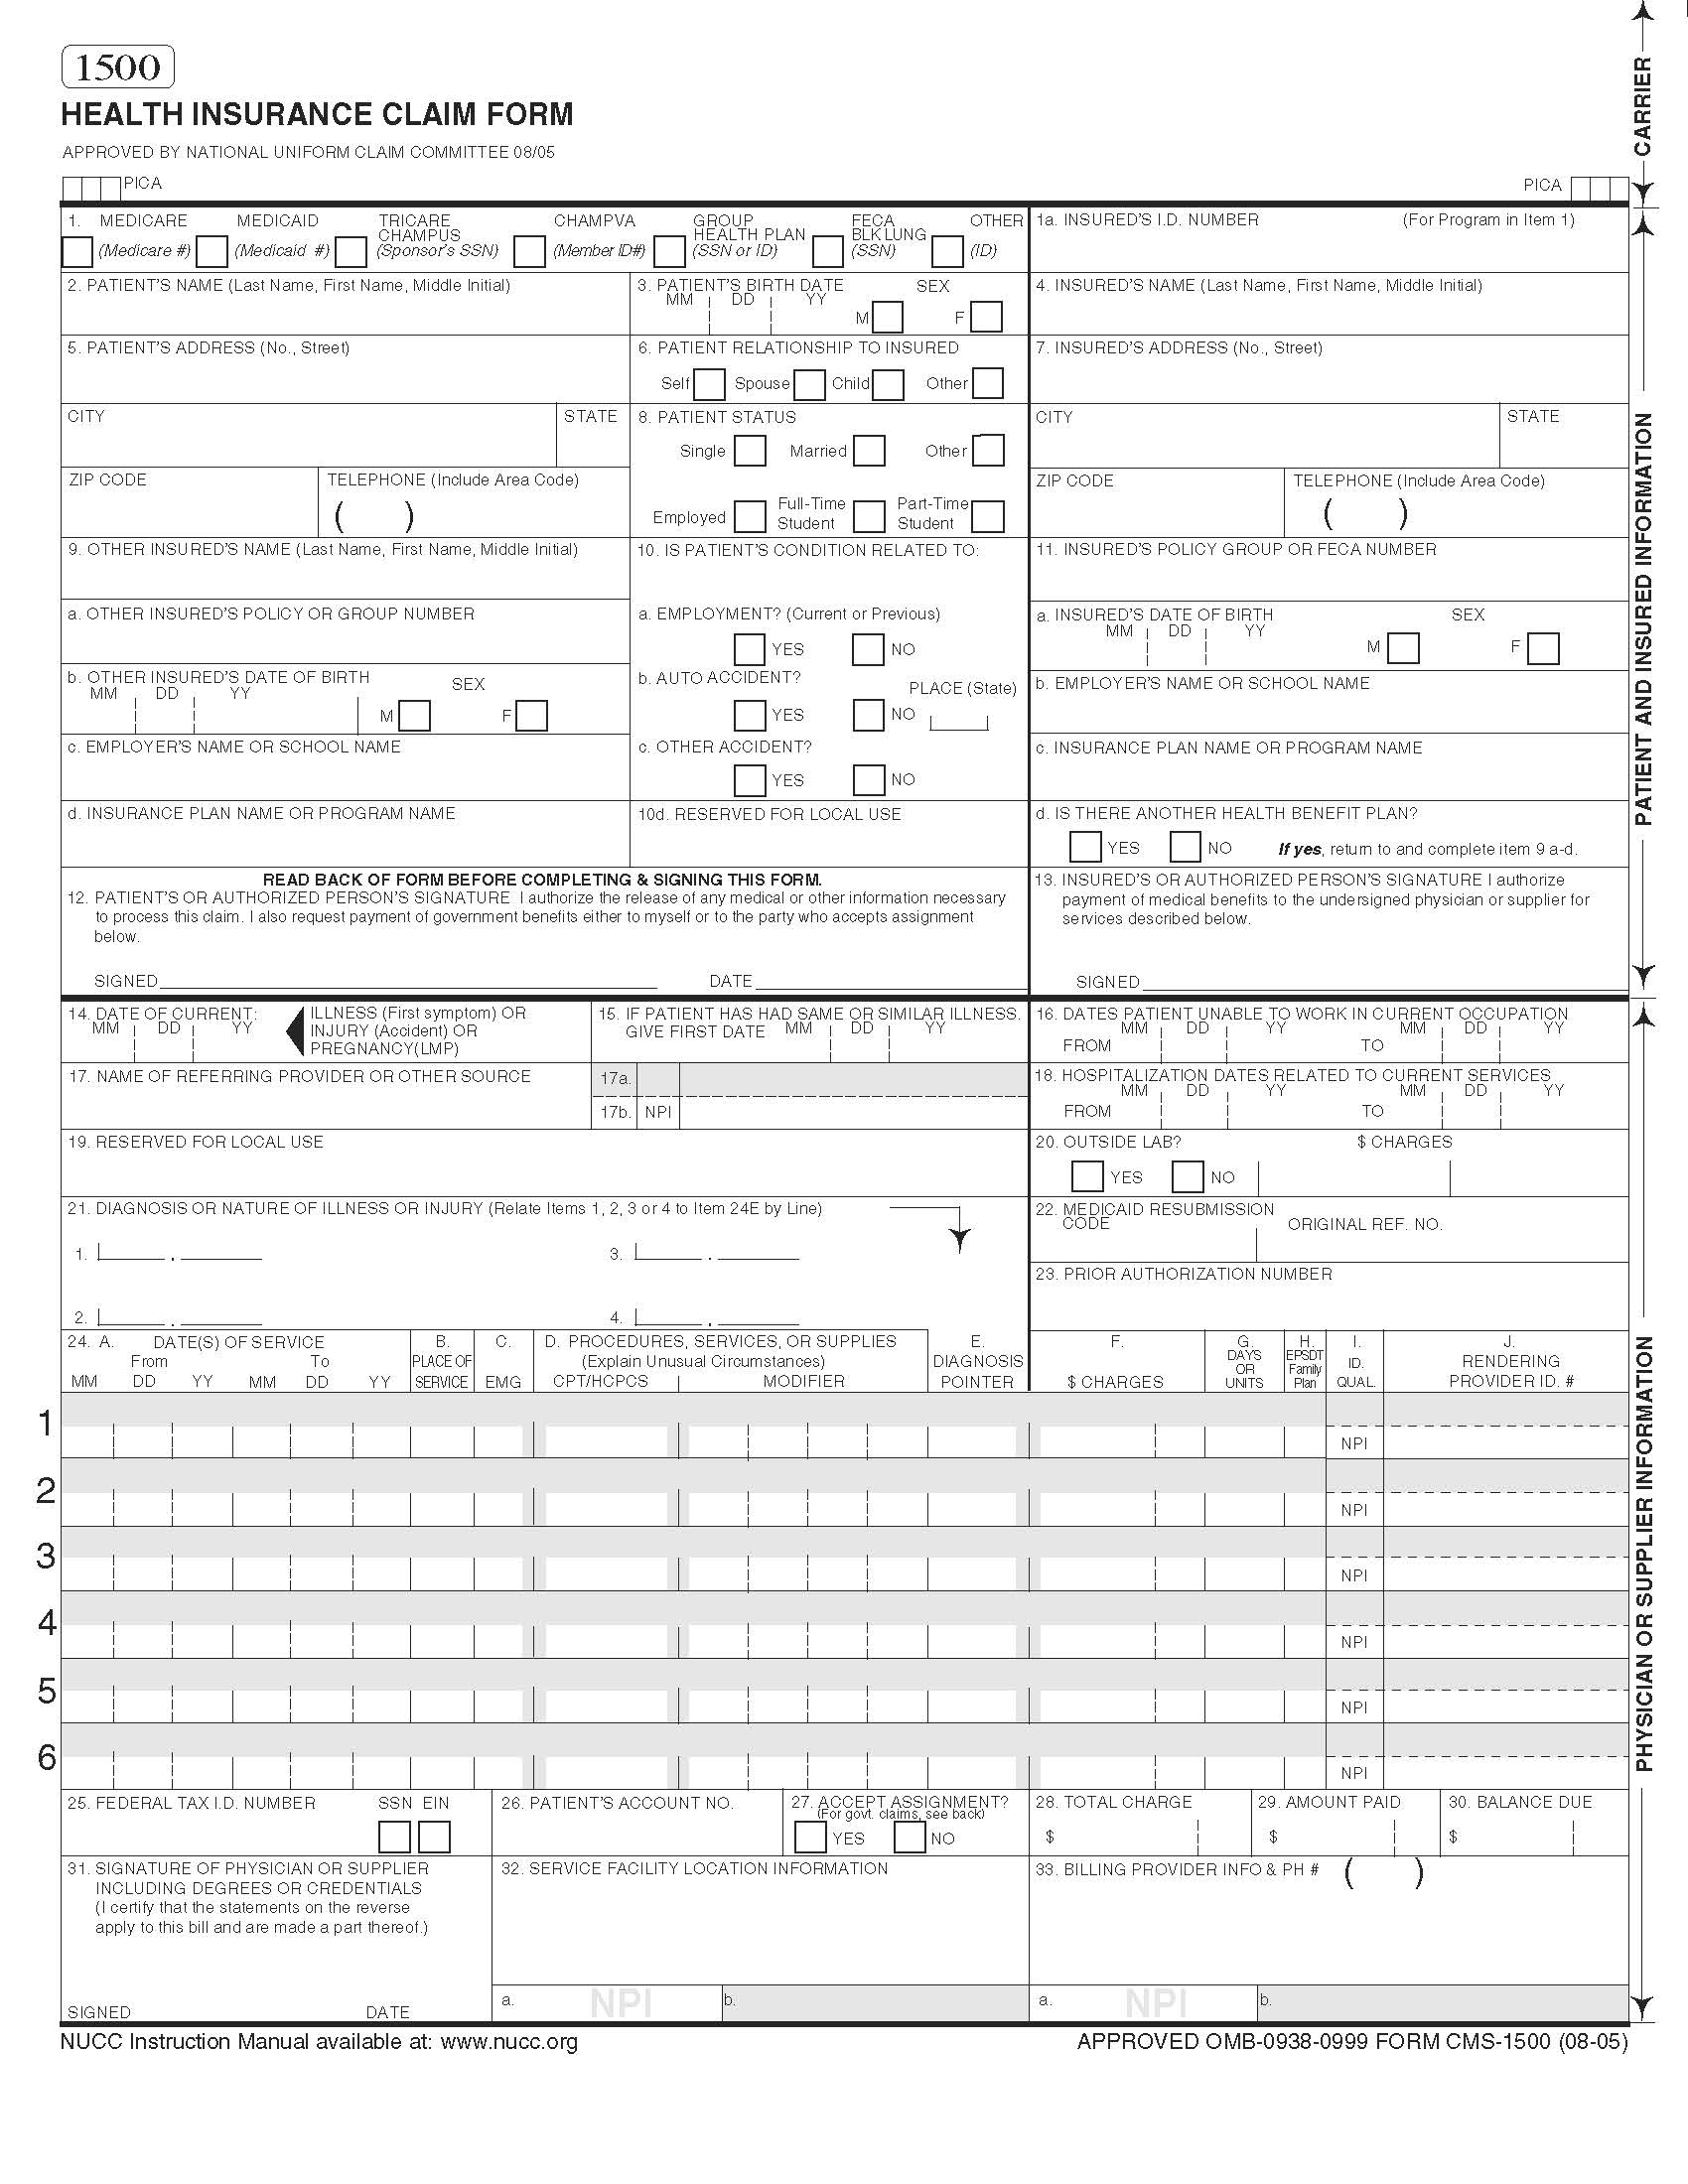 1500
HEALTH INSURANCE CLAIM FORM
APPROVED BY NATIONAL UNIFORM CLAIM COMMITTEE 08/05
PICA
PICA
CARRIER
1. MEDICARE MEDICAID TRICARE CHAMPUS CHAMPVA GROUP HEALTH PLAN FECA BLK LUNG OTHER
(Medicare #) (Medicaid #) (Sponsor's SSN) (Member ID#) (SSN or ID) (SSN) (ID)
1a. INSURED'S I.D. NUMBER (For Program in Item 1)
2. PATIENT'S NAME (Last Name, First Name, Middle Initial)
3. PATIENT'S BIRTH DATE SEX
MM DD YY M F
4. INSURED'S NAME (Last Name, First Name, Middle Initial)
5. PATIENT'S ADDRESS (No., Street)
6. PATIENT RELATIONSHIP TO INSURED
Self Spouse Child Other
7. INSURED'S ADDRESS (No., Street)
CITY STATE
8. PATIENT STATUS
Single Married Other
CITY STATE
ZIP CODE TELEPHONE (Include Area Code)
( )
Employed Full-Time Student Part-Time Student
ZIP CODE TELEPHONE (Include Area Code)
( )
9. OTHER INSURED'S NAME (Last Name, First Name, Middle Initial)
10. IS PATIENT'S CONDITION RELATED TO:
11. INSURED'S POLICY GROUP OR FECA NUMBER
a. OTHER INSURED'S POLICY OR GROUP NUMBER
a. EMPLOYMENT? (Current or Previous)
YES NO
a. INSURED'S DATE OF BIRTH SEX
MM DD YY M F
b. OTHER INSURED'S DATE OF BIRTH SEX
MM DD YY M F
b. AUTO ACCIDENT? PLACE (State)
YES NO
b. EMPLOYER'S NAME OR SCHOOL NAME
c. EMPLOYER'S NAME OR SCHOOL NAME
c. OTHER ACCIDENT?
YES NO
c. INSURANCE PLAN NAME OR PROGRAM NAME
d. INSURANCE PLAN NAME OR PROGRAM NAME
10d. RESERVED FOR LOCAL USE
d. IS THERE ANOTHER HEALTH BENEFIT PLAN?
YES NO If yes, return to and complete item 9 a-d.
PATIENT AND INSURED INFORMATION
READ BACK OF FORM BEFORE COMPLETING & SIGNING THIS FORM.
12. PATIENT'S OR AUTHORIZED PERSON'S SIGNATURE I authorize the release of any medical or other information necessary
to process this claim. I also request payment of government benefits either to myself or to the party who accepts assignment
below.
SIGNED DATE
13. INSURED'S OR AUTHORIZED PERSON'S SIGNATURE I authorize
payment of medical benefits to the undersigned physician or supplier for
services described below.
SIGNED
14. DATE OF CURRENT:
MM DD YY
ILLNESS (First symptom) OR
INJURY (Accident) OR
PREGNANCY(LMP)
15. IF PATIENT HAS HAD SAME OR SIMILAR ILLNESS.
GIVE FIRST DATE MM DD YY
16. DATES PATIENT UNABLE TO WORK IN CURRENT OCCUPATION
MM DD YY MM DD YY
FROM TO
17. NAME OF REFERRING PROVIDER OR OTHER SOURCE
17a.
17b. NPI
18. HOSPITALIZATION DATES RELATED TO CURRENT SERVICES
MM DD YY MM DD YY
FROM TO
19. RESERVED FOR LOCAL USE
20. OUTSIDE LAB? $ CHARGES
YES NO
21. DIAGNOSIS OR NATURE OF ILLNESS OR INJURY (Relate Items 1, 2, 3 or 4 to Item 24E by Line)
1. . 3. .
2. . 4. .
22. MEDICAID RESUBMISSION
CODE ORIGINAL REF. NO.
23. PRIOR AUTHORIZATION NUMBER
24. A. DATE(S) OF SERVICE
From To
MM DD YY MM DD YY
B.
PLACE OF
SERVICE
C.
EMG
D. PROCEDURES, SERVICES, OR SUPPLIES
(Explain Unusual Circumstances)
CPT/HCPCS MODIFIER
E.
DIAGNOSIS
POINTER
F.
$ CHARGES
G.
DAYS
OR
UNITS
H.
EPSDT
Family
Plan
I.
ID.
QUAL.
J.
RENDERING
PROVIDER ID. #
1
NPI
2
NPI
3
NPI
4
NPI
5
NPI
6
NPI
PHYSICIAN OR SUPPLIER INFORMATION
25. FEDERAL TAX I.D. NUMBER SSN EIN
26. PATIENT'S ACCOUNT NO.
27. ACCEPT ASSIGNMENT?
(For govt. claims, see back)
YES NO
28. TOTAL CHARGE
$
29. AMOUNT PAID
$
30. BALANCE DUE
$
31. SIGNATURE OF PHYSICIAN OR SUPPLIER
INCLUDING DEGREES OR CREDENTIALS
(I certify that the statements on the reverse
apply to this bill and are made a part thereof.)
SIGNED DATE
32. SERVICE FACILITY LOCATION INFORMATION
a. NPI b.
33. BILLING PROVIDER INFO & PH # ( )
a. NPI b.
NUCC Instruction Manual available at: www.nucc.org
APPROVED OMB-0938-0999 FORM CMS-1500 (08-05)